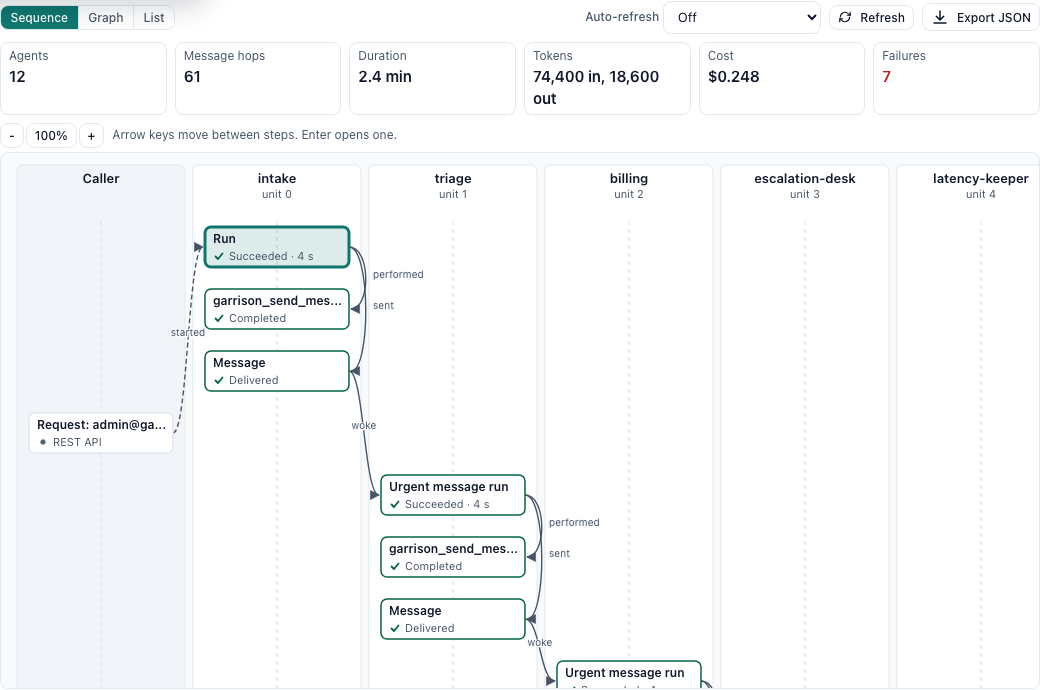 Sequence Graph List
Auto-refresh Off Refresh Export JSON
Agents
12
Message hops
61
Duration
2.4 min
Tokens
74,400 in, 18,600
out
Cost
$0.248
Failures
7
- 100% + Arrow keys move between steps. Enter opens one.
Caller
intake
unit 0
triage
unit 1
billing
unit 2
escalation-desk
unit 3
latency-keeper
unit 4
Run
Succeeded · 4 s
performed
garrison_send_mes...
Completed
sent
started
Message
Delivered
Request: admin@ga...
REST API
woke
Urgent message run
Succeeded · 4 s
performed
garrison_send_mes...
Completed
sent
Message
Delivered
woke
Urgent message run